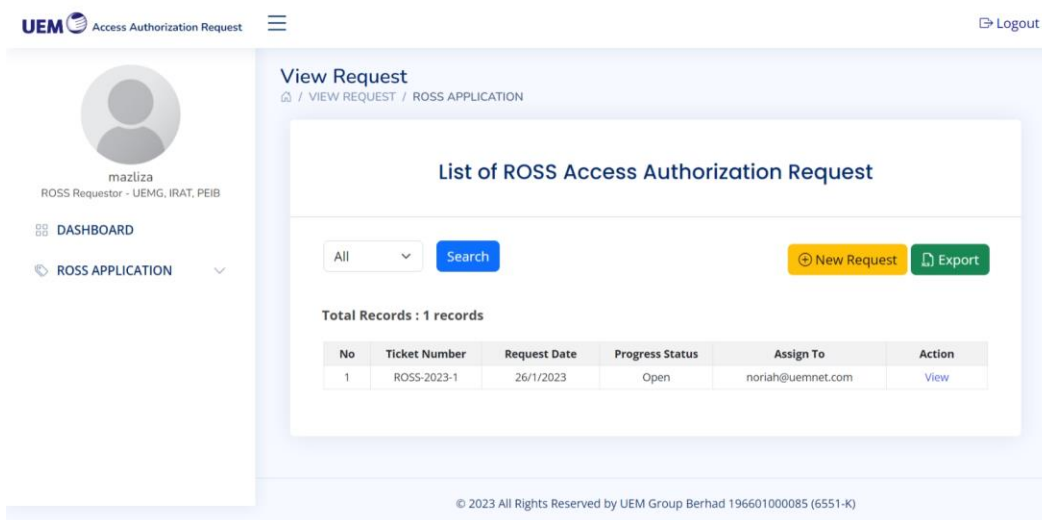 UEM Access Authorization Request
Logout
mazliza
ROSS Requestor - UEMG, IRAT, PEIB
DASHBOARD
ROSS APPLICATION
View Request
/ VIEW REQUEST / ROSS APPLICATION
List of ROSS Access Authorization Request
All Search New Request Export
Total Records : 1 records
No Ticket Number Request Date Progress Status Assign To Action
1 ROSS-2023-1 26/1/2023 Open noriah@uemnet.com View
© 2023 All Rights Reserved by UEM Group Berhad 196601000085 (6551-K)